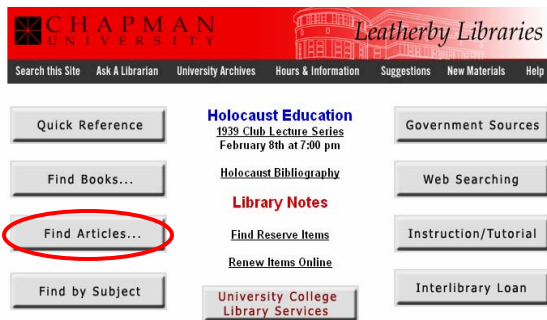 CHAPMAN
UNIVERSITY
Leatherby Libraries
Search this Site Ask A Librarian University Archives Hours & Information Suggestions New Materials Help
Quick Reference
Find Books...
Find Articles...
Find by Subject
Holocaust Education
1939 Club Lecture Series
February 8th at 7:00 pm
Holocaust Bibliography
Library Notes
Find Reserve Items
Renew Items Online
University College
Library Services
Government Sources
Web Searching
Instruction/Tutorial
Interlibrary Loan